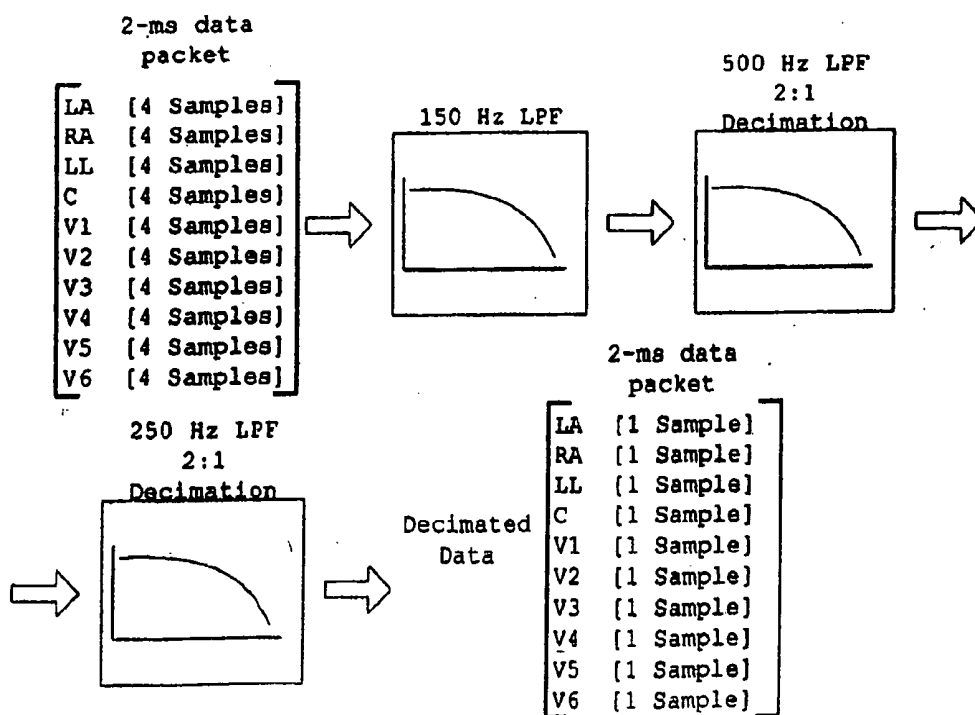 2-ms data
packet
LA [4 Samples]
RA [4 Samples]
LL [4 Samples]
C [4 Samples]
V1 [4 Samples]
V2 [4 Samples]
V3 [4 Samples]
V4 [4 Samples]
V5 [4 Samples]
V6 [4 Samples]
150 Hz LPF
500 Hz LPF
2:1
Decimation
250 Hz LPF
2:1
Decimation
Decimated
Data
2-ms data
packet
LA [1 Sample]
RA [1 Sample]
LL [1 Sample]
C [1 Sample]
V1 [1 Sample]
V2 [1 Sample]
V3 [1 Sample]
V4 [1 Sample]
V5 [1 Sample]
V6 [1 Sample]